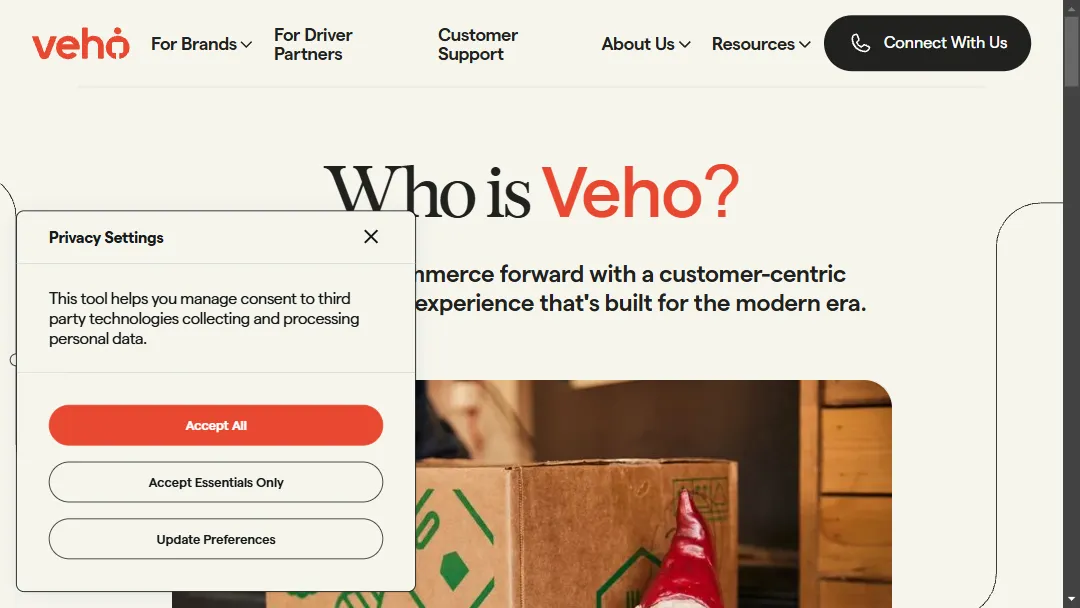 veho
For Brands
For Driver
Partners
Customer
Support
About Us
Resources
Connect With Us
Who is Veho?
mmerce forward with a customer-centric
experience that's built for the modern era.
Privacy Settings
This tool helps you manage consent to third
party technologies collecting and processing
personal data.
Accept All
Accept Essentials Only
Update Preferences